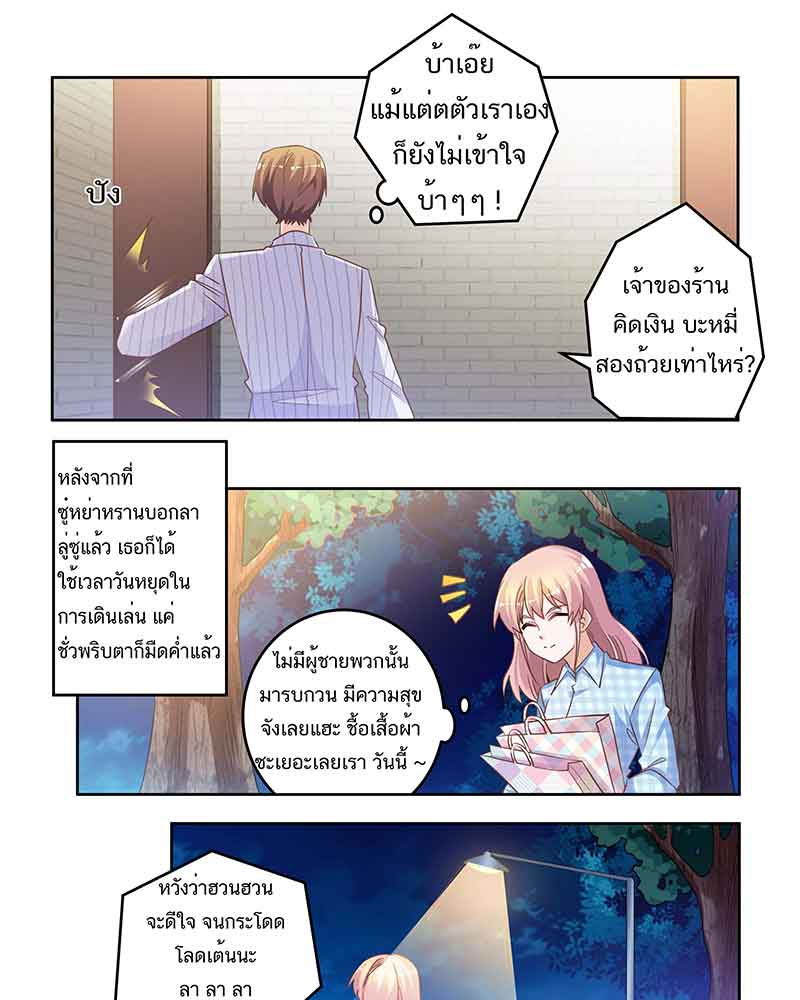 บ้าเอ๊ย
แม้แต่ตตัวเราเอง
ก็ยังไม่เข้าใจ
บ้าๆๆ !
ปัง
เจ้าของร้าน
คิดเงิน บะหมี่
สองถ้วยเท่าไหร่?
หลังจากที่
ซู๋หย่าหรานบอกลา
ลู่ซู่แล้ว เธอก็ได้
ใช้เวลาวันหยุดใน
การเดินเล่น แค่
ชั่วพริบตาก็มืดค่ำแล้ว
ไม่มีผู้ชายพวกนั้น
มารบกวน มีความสุข
จังเลยแฮะ ซื้อเสื้อผ้า
ซะเยอะเลยเรา วันนี้ ~
หวังว่าฮวนฮวน
จะดีใจ จนกระโดด
โลดเต้นนะ
ลา ลา ลา